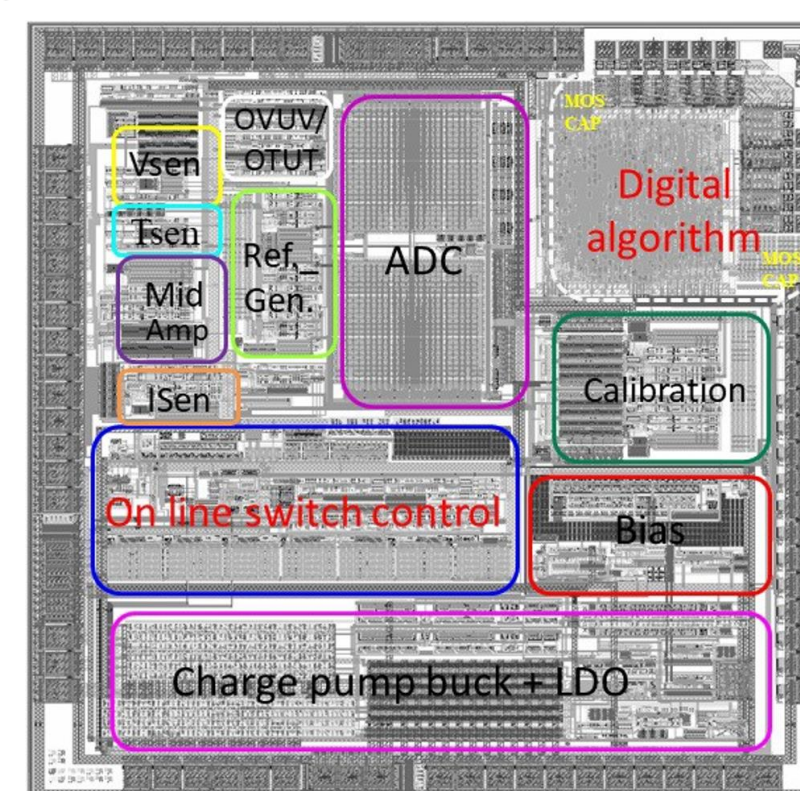 OVUV/
OTUT
Vsen
Tsen
Mid
Amp
ISen
Ref._
Gen.
ADC
MOS
CAP
Digital
algorithm
MOS
CAP
Calibration
On line switch control
Bias
Charge pump buck + LDO